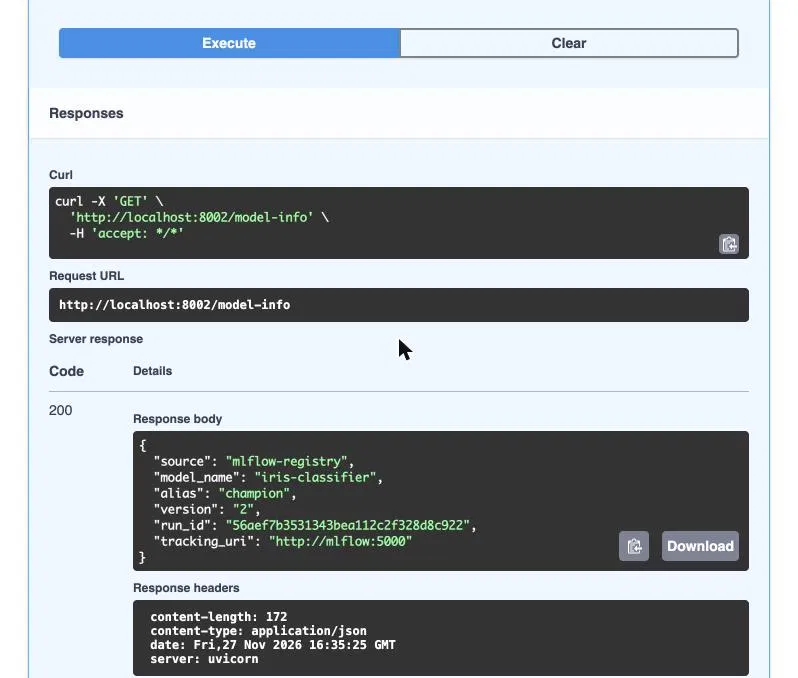 Execute
Clear
Responses
Curl
curl -X 'GET' \
  'http://localhost:8002/model-info' \
  -H 'accept: */*'
Request URL
http://localhost:8002/model-info
Server response
Code
Details
200
Response body
{
  "source": "mlflow-registry",
  "model_name": "iris-classifier",
  "alias": "champion",
  "version": "2",
  "run_id": "56aef7b3531343bea112c2f328d8c922",
  "tracking_uri": "http://mlflow:5000"
}
Download
Response headers
content-length: 172
content-type: application/json
date: Fri,27 Nov 2026 16:35:25 GMT
server: uvicorn